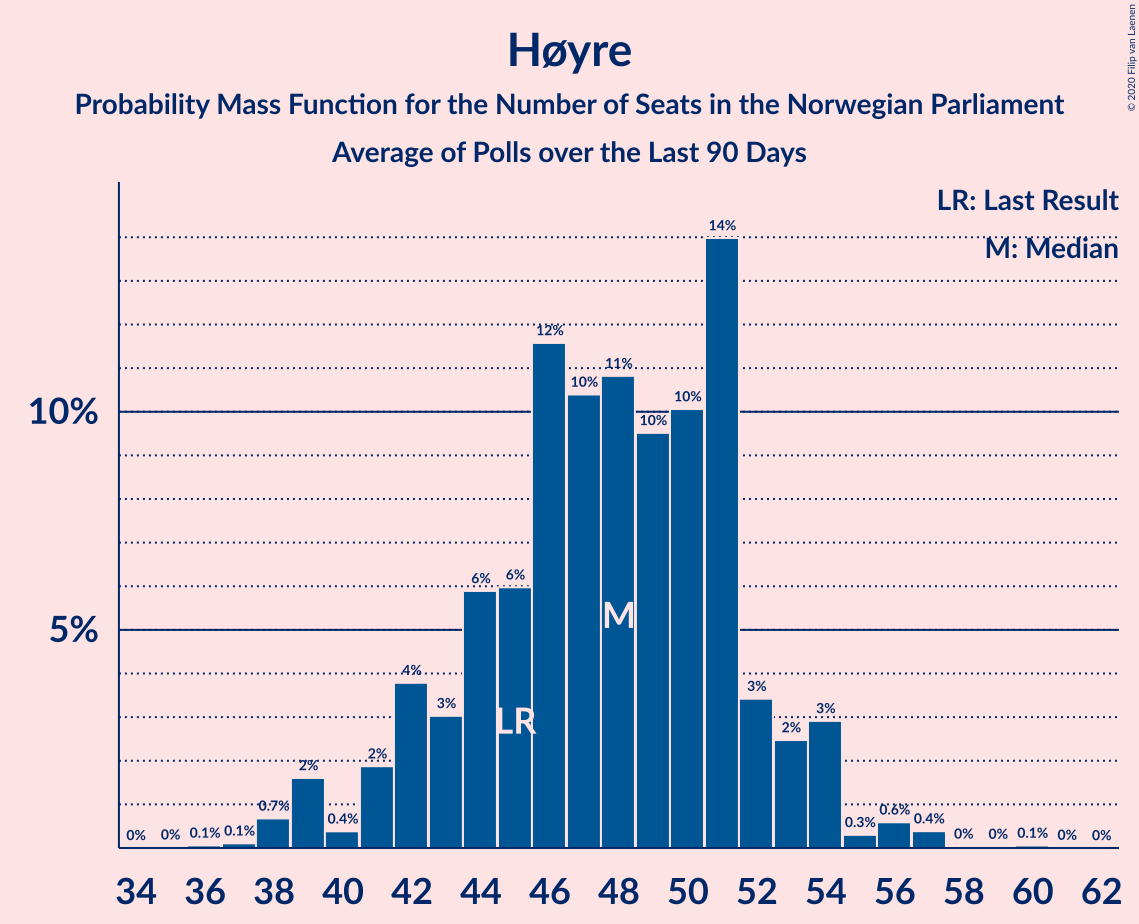 Høyre
Probability Mass Function for the Number of Seats in the Norwegian Parliament
Average of Polls over the Last 90 Days
© 2020 Filip van Laenen
LR: Last Result
M: Median
10%
5%
0% 0% 0.1% 0.1% 0.7% 2% 0.4% 2% 4% 3% 6% 6% 12% 10% 11% 10% 10% 14% 3% 2% 3% 0.3% 0.6% 0.4% 0% 0% 0.1% 0% 0%
M
LR
34 36 38 40 42 44 46 48 50 52 54 56 58 60 62